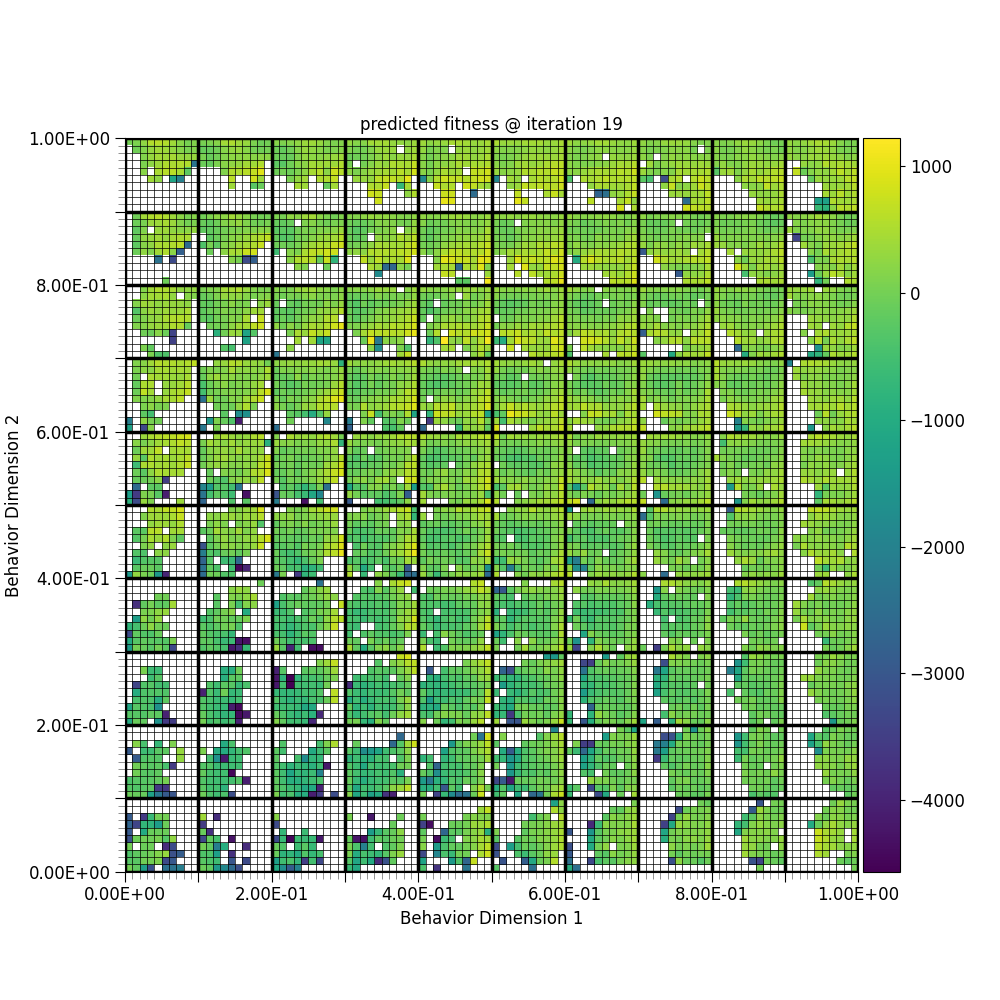 predicted fitness @ iteration 19
1.00E+00
8.00E-01
6.00E-01
4.00E-01
2.00E-01
0.00E+00
Behavior Dimension 2
0.00E+00 2.00E-01 4.00E-01 6.00E-01 8.00E-01 1.00E+00
Behavior Dimension 1
1000
0
−1000
−2000
−3000
−4000